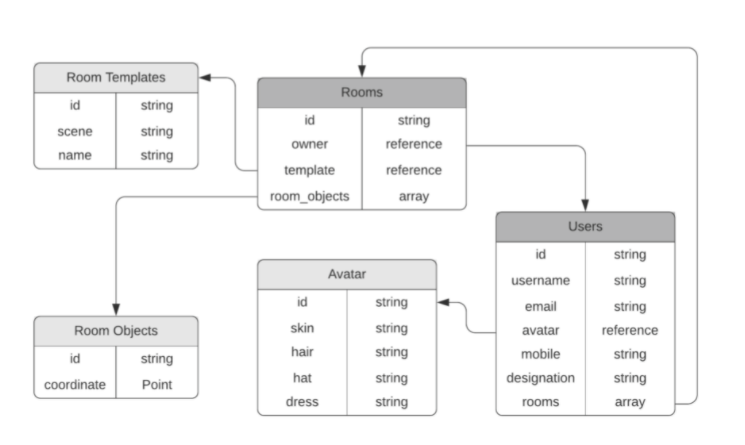 Room Templates
id string
scene string
name string
Rooms
id string
owner reference
template reference
room_objects array
Users
id string
username string
email string
avatar reference
mobile string
designation string
rooms array
Avatar
id string
skin string
hair string
hat string
dress string
Room Objects
id string
coordinate Point